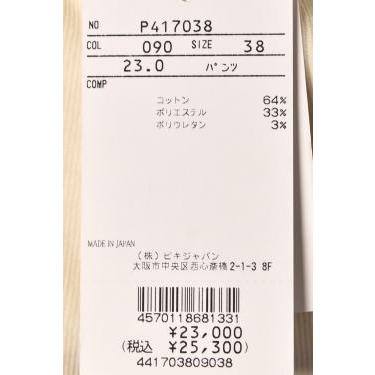 NO P417038
COL 090 SIZE 38
23.0 パンツ
COMP
コットン 64%
ポリエステル 33%
ポリウレタン 3%
MADE IN JAPAN
(株)ビキジャパン
大阪市中央区西心斎橋2-1-3 8F
4570118681331
¥23,000
(税込 ¥25,300)
441703809038